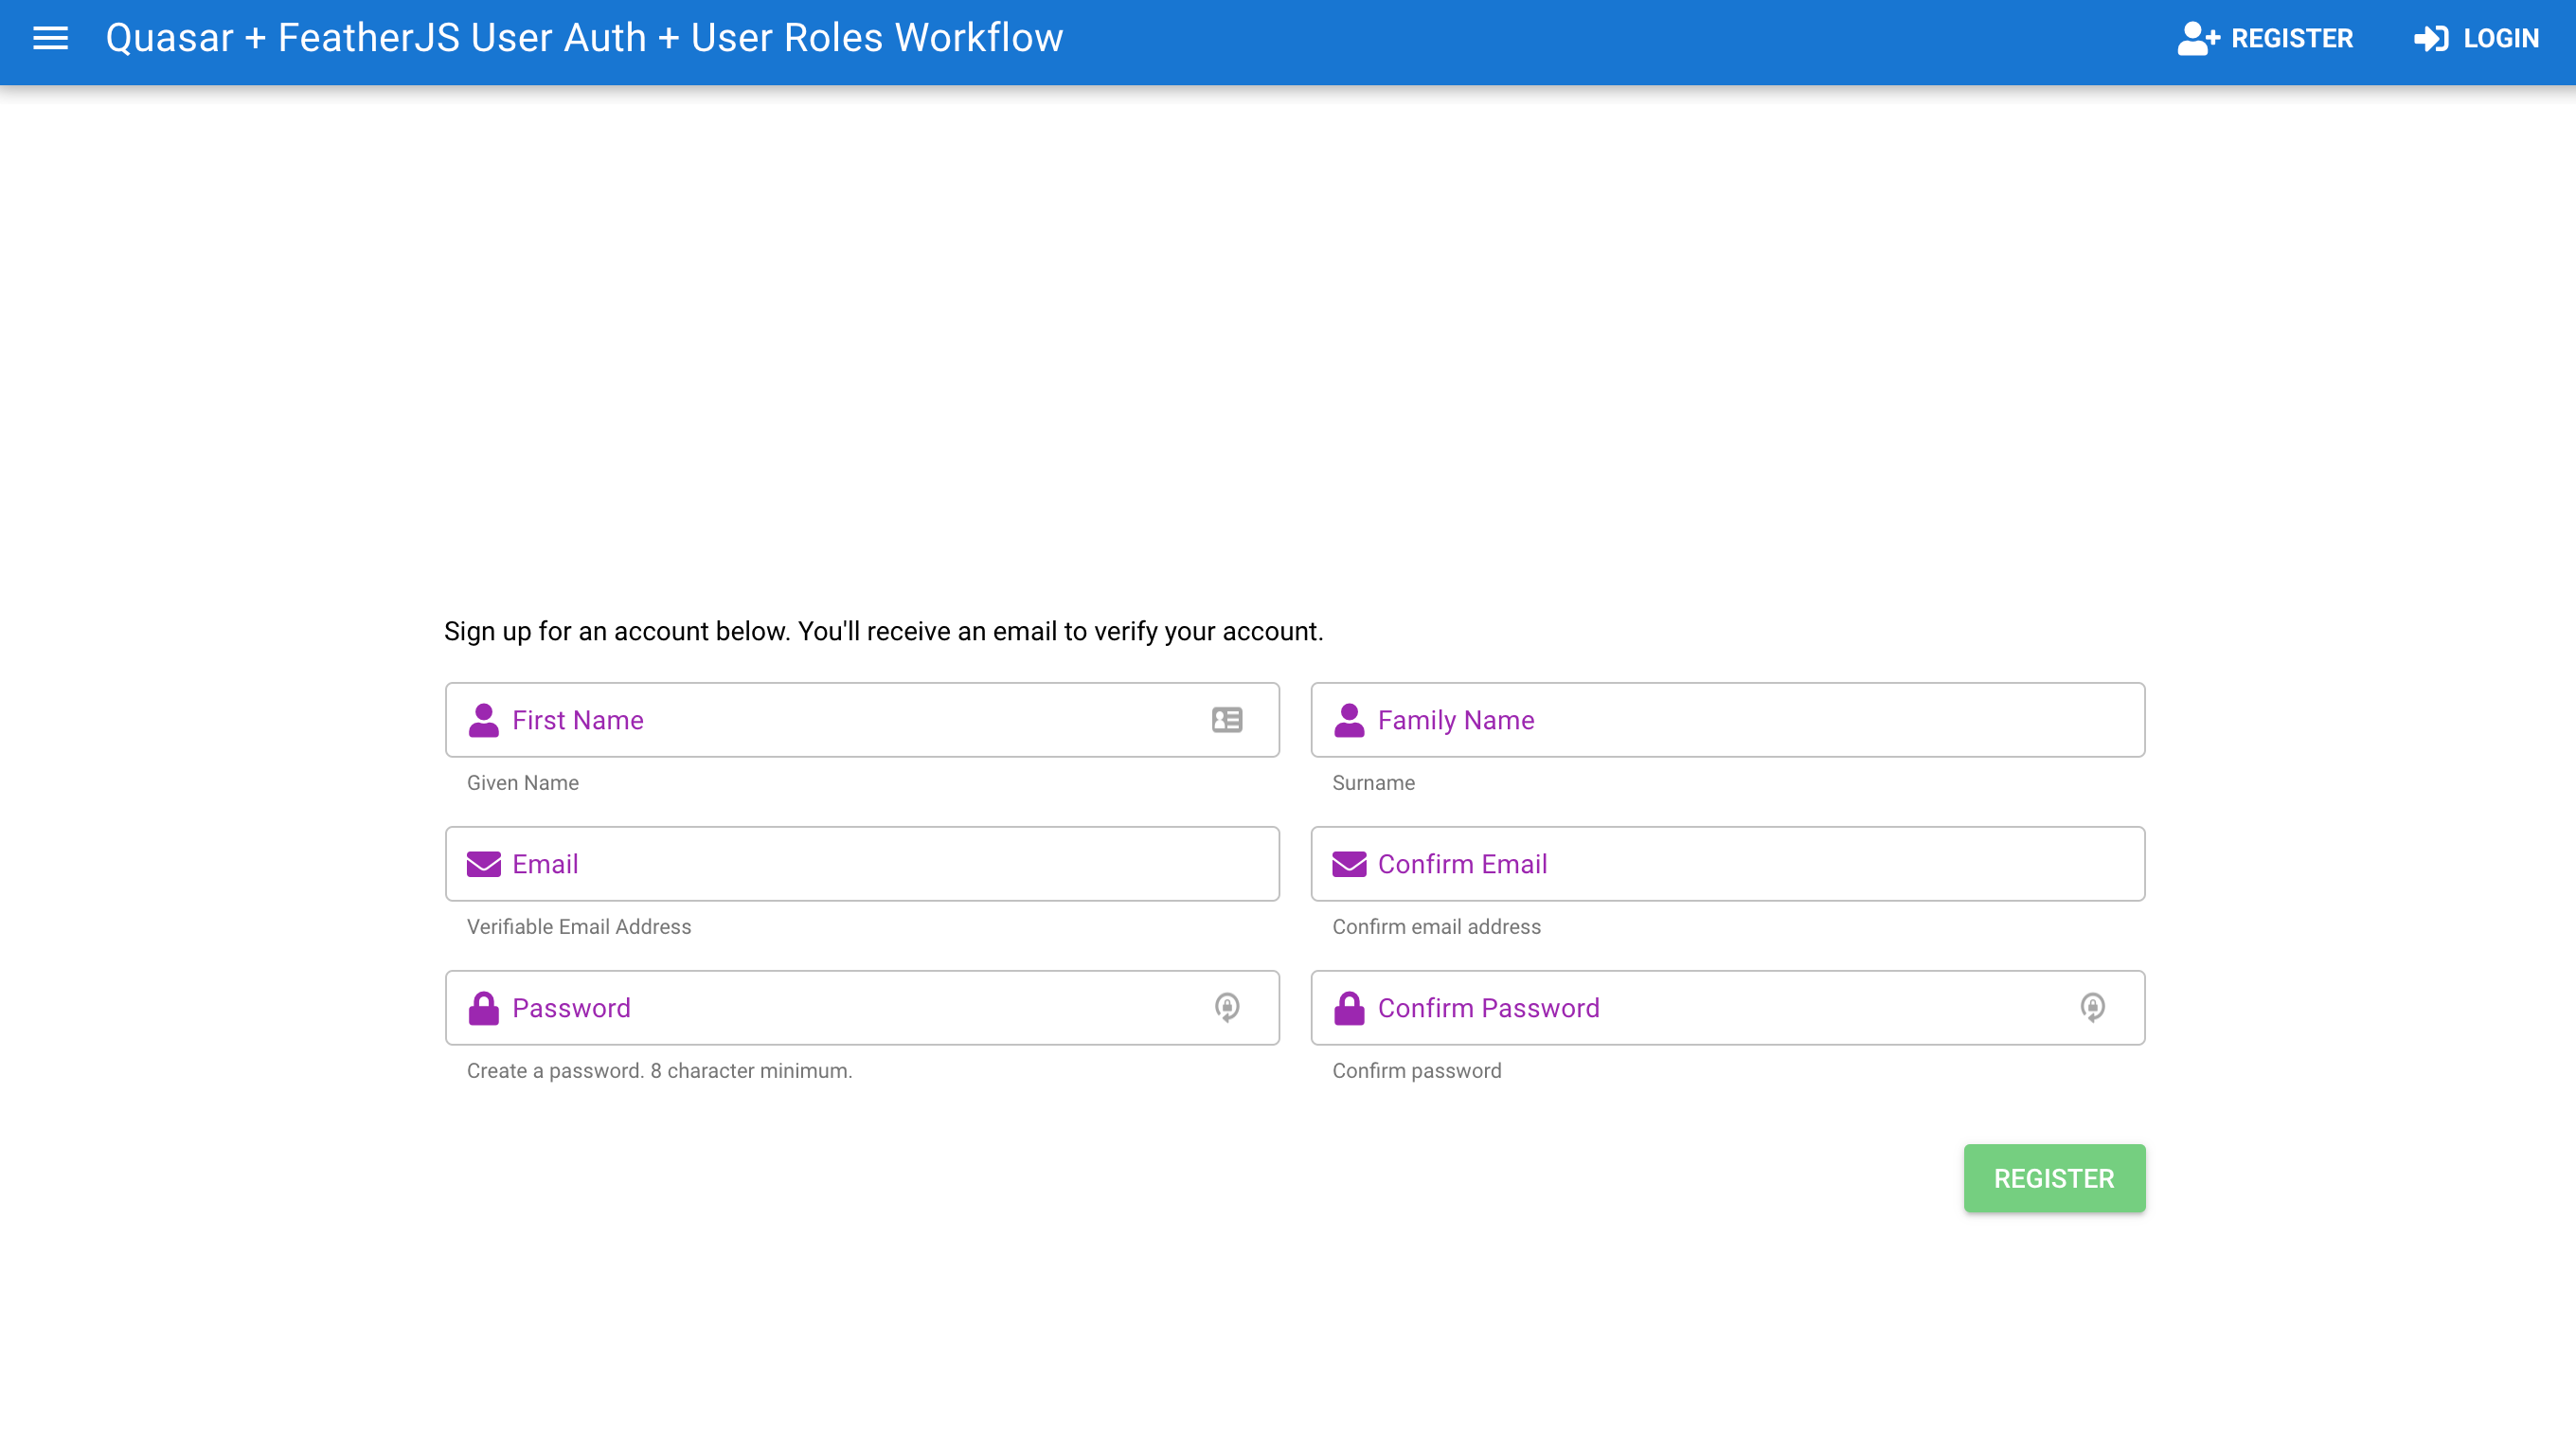 Quasar + FeatherJS User Auth + User Roles Workflow
REGISTER
LOGIN
Sign up for an account below. You'll receive an email to verify your account.
First Name
Family Name
Given Name
Surname
Email
Confirm Email
Verifiable Email Address
Confirm email address
Password
Confirm Password
Create a password. 8 character minimum.
Confirm password
REGISTER